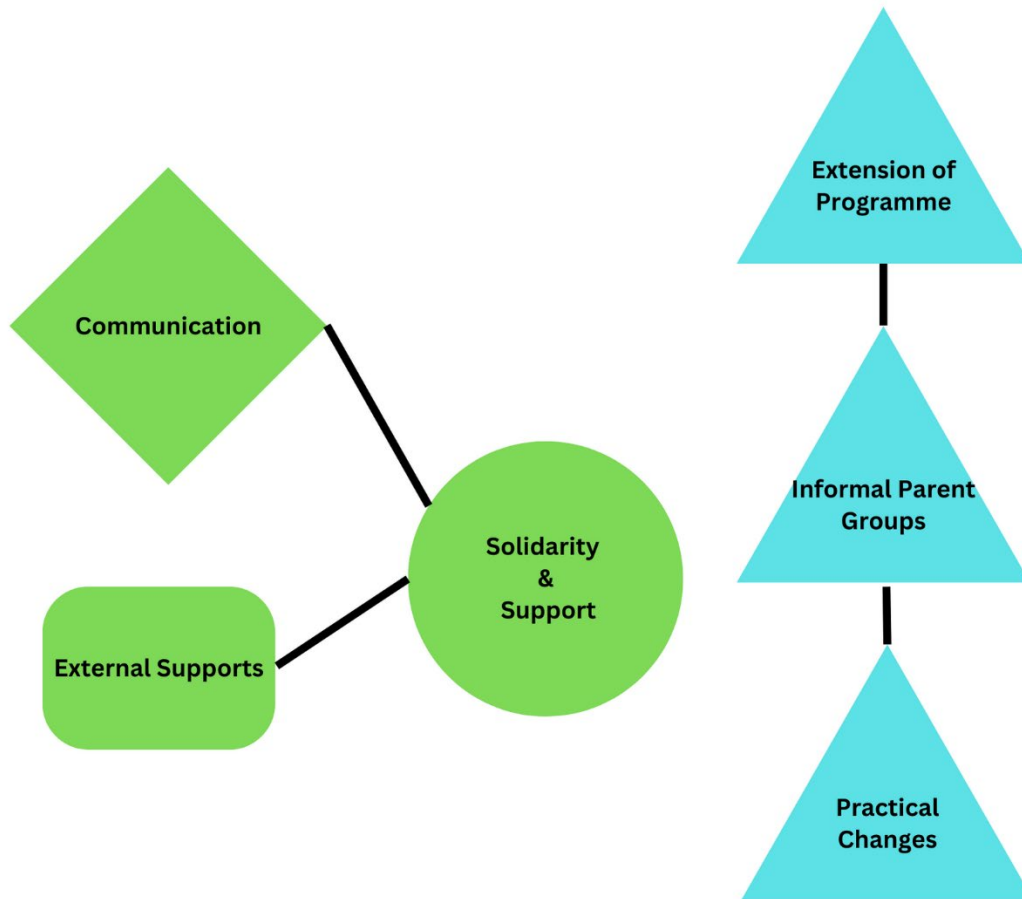 Communication
External Supports
Solidarity
&
Support
Extension of
Programme
Informal Parent
Groups
Practical
Changes